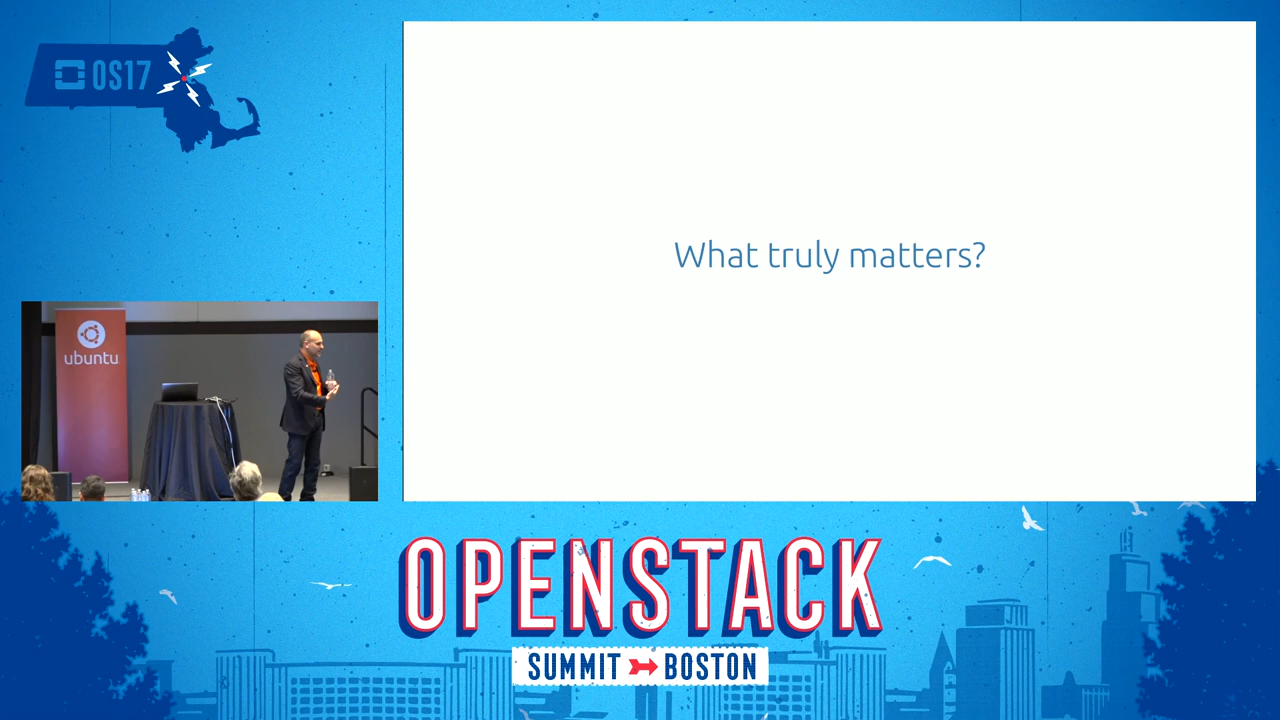 OS17
What truly matters?
ubuntu
OPENSTACK
SUMMIT BOSTON